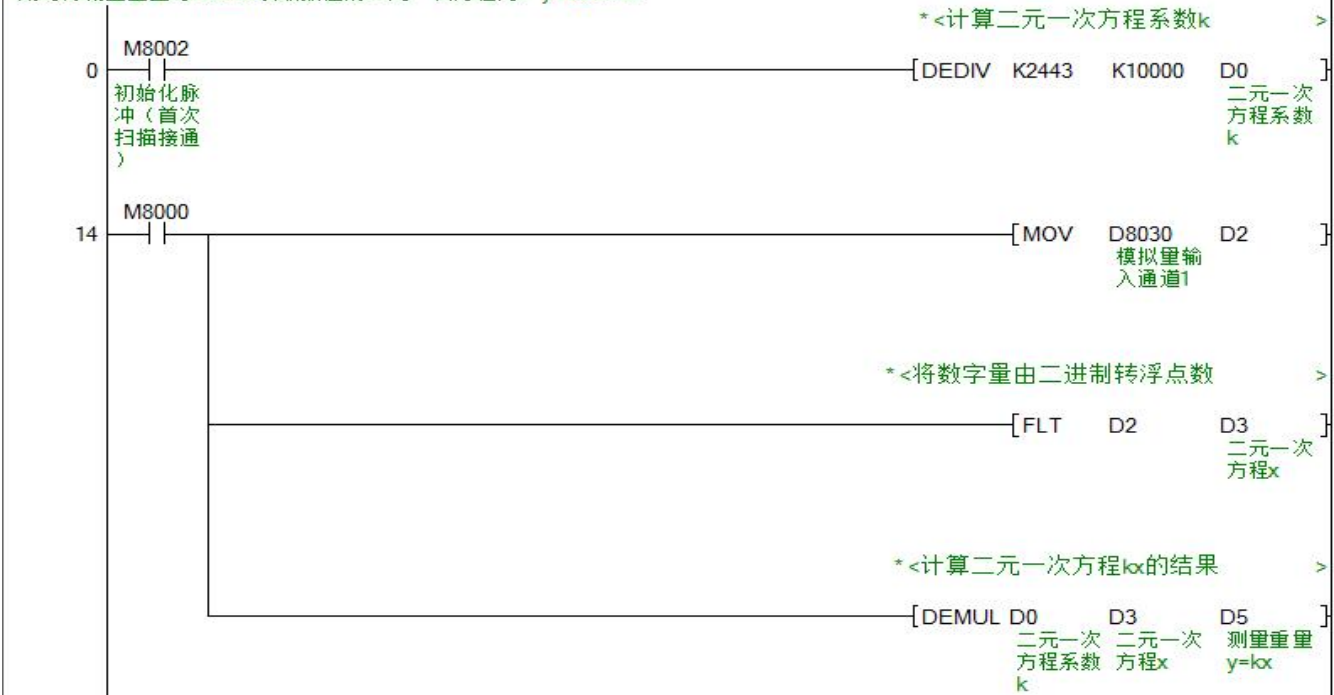 *<计算二元一次方程系数k >
M8002
0
[DEDIV K2443 K10000 D0 ]
初始化脉
冲（首次
扫描接通
）
二元一次
方程系数
k
M8000
14
[MOV D8030 D2 ]
模拟量输
入通道1
*<将数字量由二进制转浮点数 >
[FLT D2 D3 ]
二元一次
方程x
*<计算二元一次方程kx的结果 >
[DEMUL D0 D3 D5 ]
二元一次 二元一次 测量重量
方程系数 方程x y=kx
k